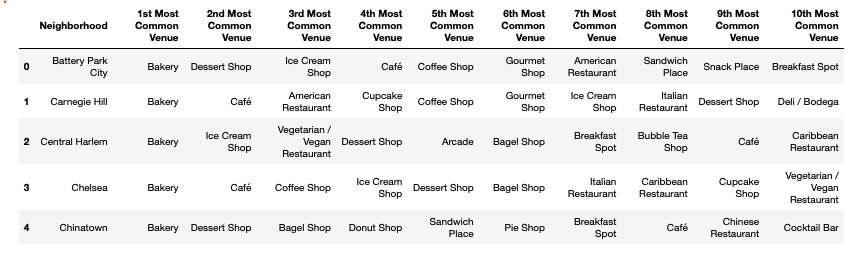 Neighborhood 1st Most Common Venue 2nd Most Common Venue 3rd Most Common Venue 4th Most Common Venue 5th Most Common Venue 6th Most Common Venue 7th Most Common Venue 8th Most Common Venue 9th Most Common Venue 10th Most Common Venue
0 Battery Park City Bakery Dessert Shop Ice Cream Shop Café Coffee Shop Gourmet Shop American Restaurant Sandwich Place Snack Place Breakfast Spot
1 Carnegie Hill Bakery Café American Restaurant Cupcake Shop Coffee Shop Gourmet Shop Ice Cream Shop Italian Restaurant Dessert Shop Deli / Bodega
2 Central Harlem Bakery Ice Cream Shop Vegetarian / Vegan Restaurant Dessert Shop Arcade Bagel Shop Breakfast Spot Bubble Tea Shop Café Caribbean Restaurant
3 Chelsea Bakery Café Coffee Shop Ice Cream Shop Dessert Shop Bagel Shop Italian Restaurant Caribbean Restaurant Cupcake Shop Vegetarian / Vegan Restaurant
4 Chinatown Bakery Dessert Shop Bagel Shop Donut Shop Sandwich Place Pie Shop Breakfast Spot Café Chinese Restaurant Cocktail Bar